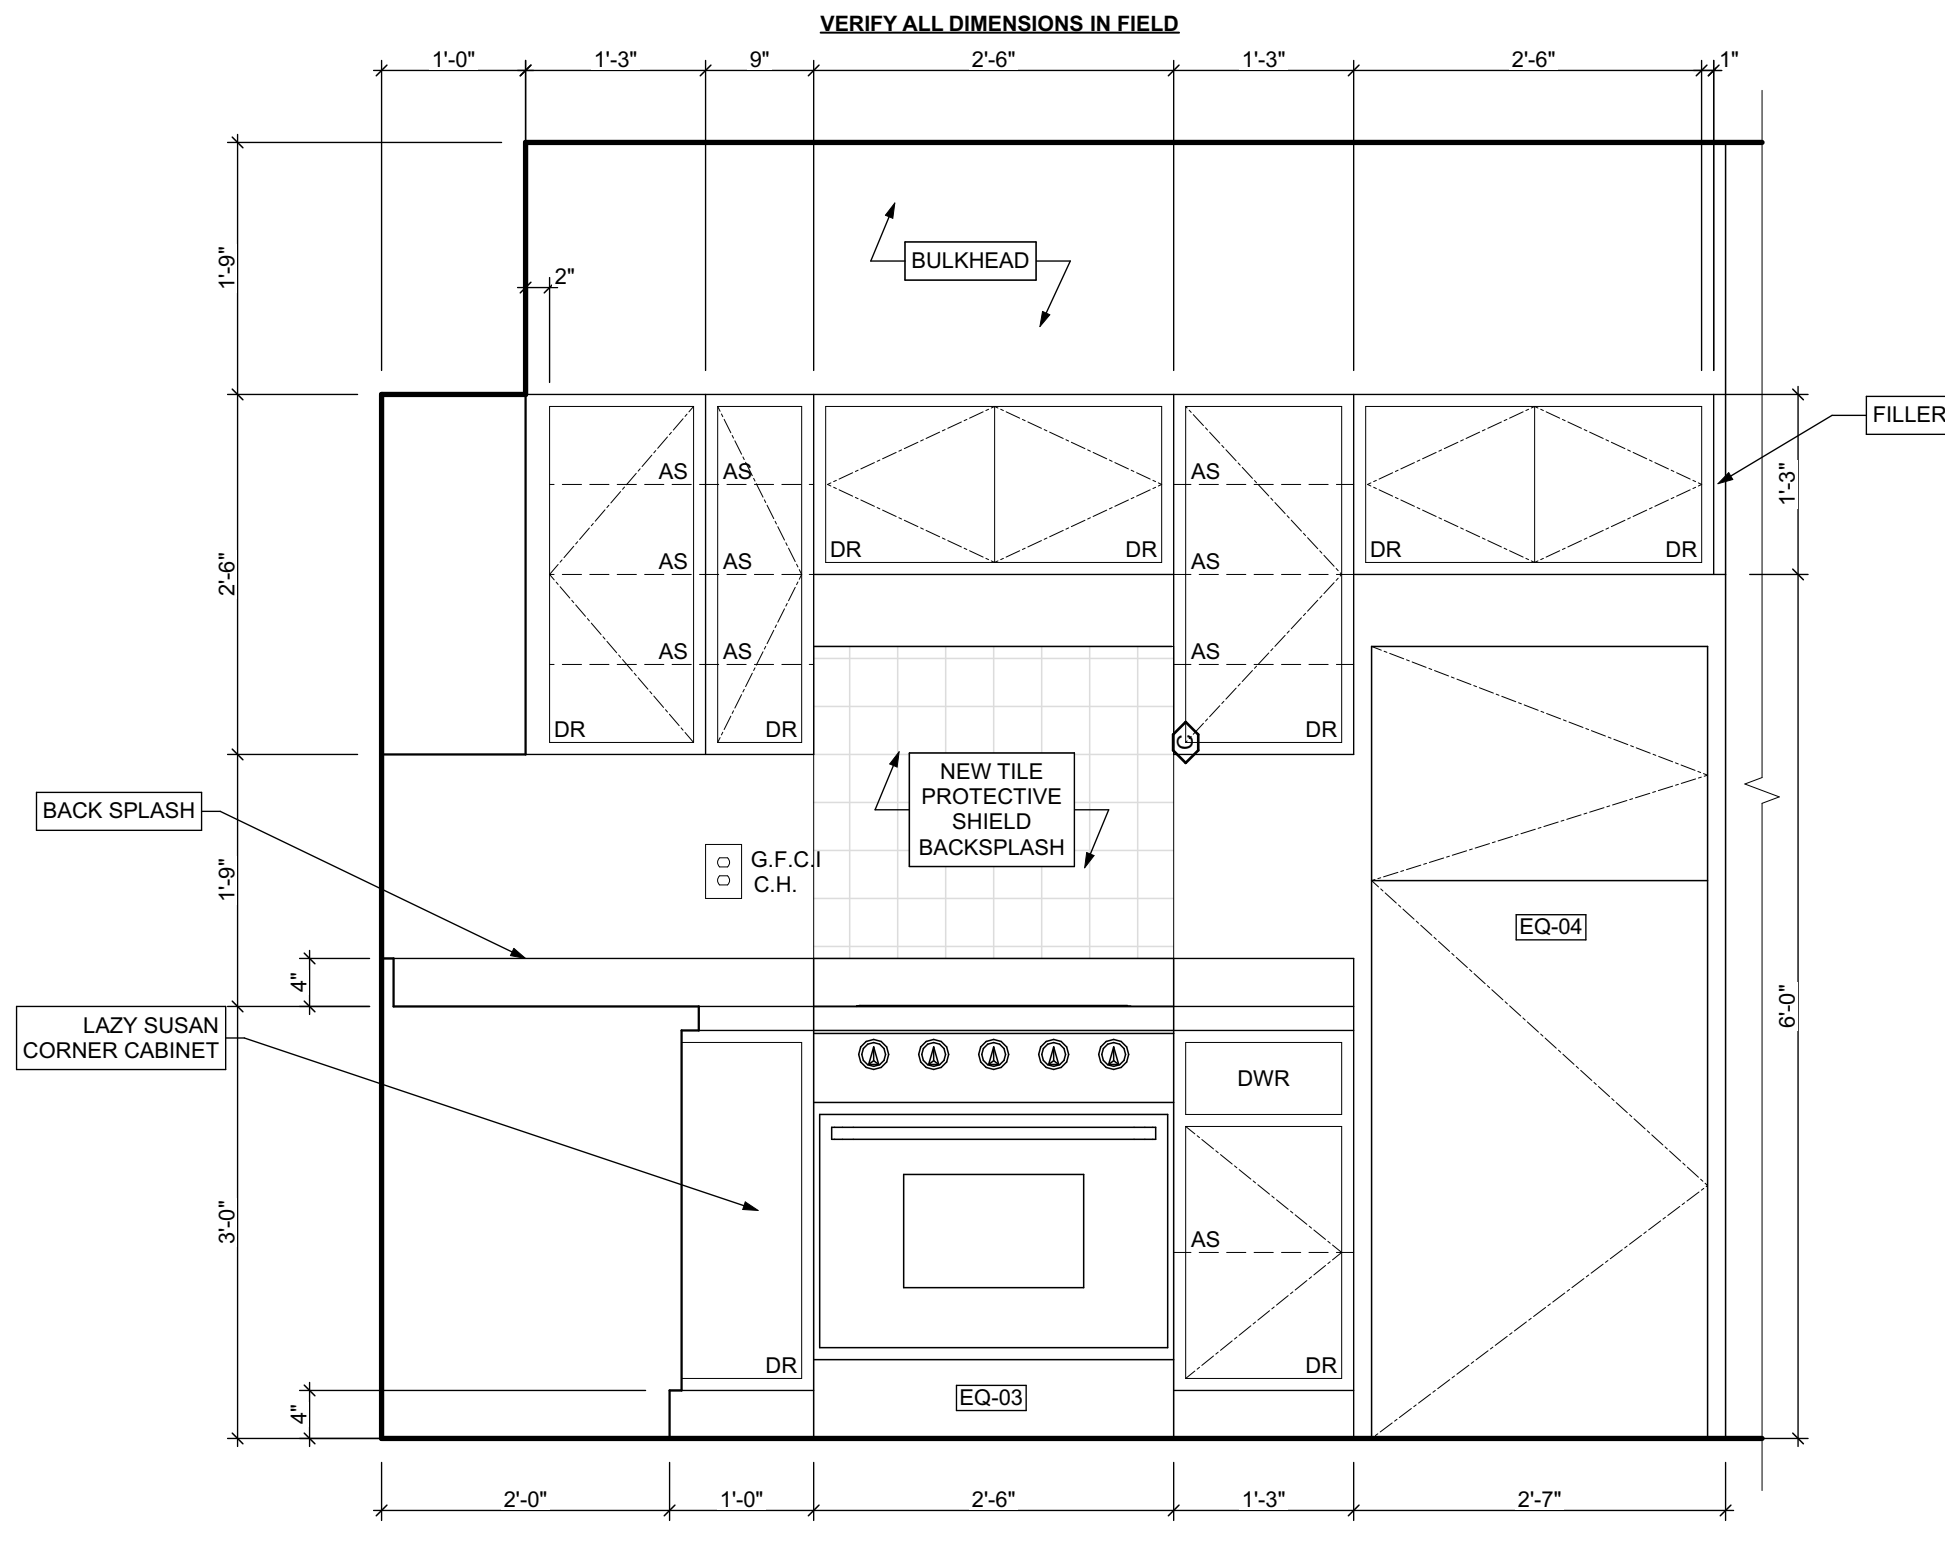 VERIFY ALL DIMENSIONS IN FIELD
1'-0" 1'-3" 9" 2'-6" 1'-3" 2'-6" 1"
1'-9"
BULKHEAD
2"
FILLER
AS AS AS
1'-3"
DR DR DR DR
2'-6"
AS AS AS
AS AS AS
DR DR DR
C
NEW TILE
PROTECTIVE
SHIELD
BACKSPLASH
BACK SPLASH
1'-9"
G.F.C.I
C.H.
EQ-04
4"
6'-0"
LAZY SUSAN
CORNER CABINET
DWR
3'-0"
AS
DR DR
EQ-03
4"
2'-0" 1'-0" 2'-6" 1'-3" 2'-7"